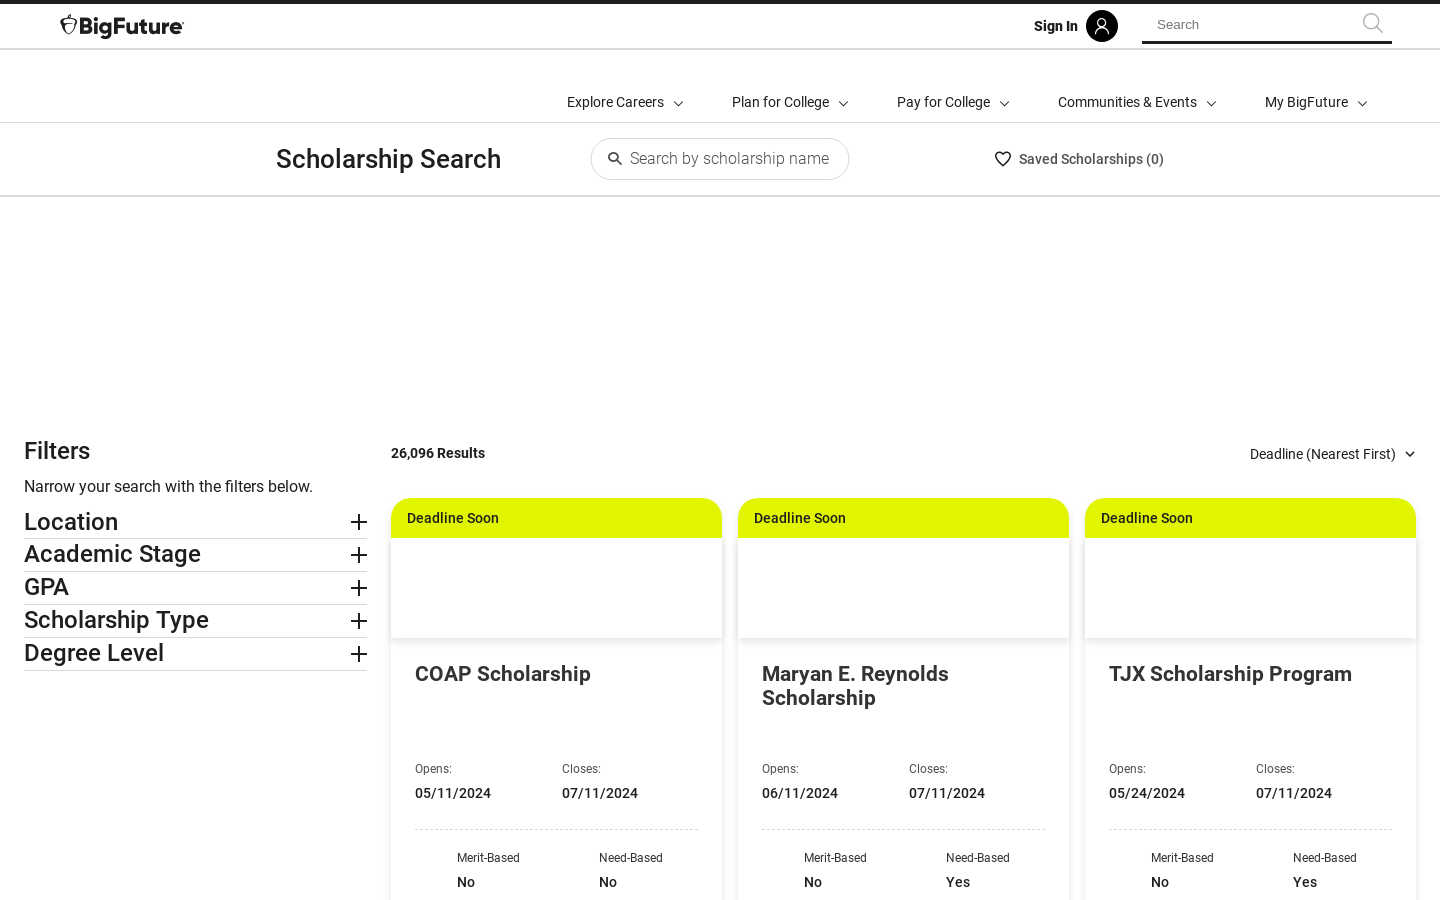 BigFuture
Sign In
Search
Explore Careers
Plan for College
Pay for College
Communities & Events
My BigFuture
Scholarship Search
Search by scholarship name
Saved Scholarships (0)
Filters
Narrow your search with the filters below.
Location
Academic Stage
GPA
Scholarship Type
Degree Level
26,096 Results
Deadline (Nearest First)
Deadline Soon
COAP Scholarship
Opens:
Closes:
05/11/2024
07/11/2024
Merit-Based
Need-Based
No
No
Deadline Soon
Maryan E. Reynolds
Scholarship
Opens:
Closes:
06/11/2024
07/11/2024
Merit-Based
Need-Based
No
Yes
Deadline Soon
TJX Scholarship Program
Opens:
Closes:
05/24/2024
07/11/2024
Merit-Based
Need-Based
No
Yes